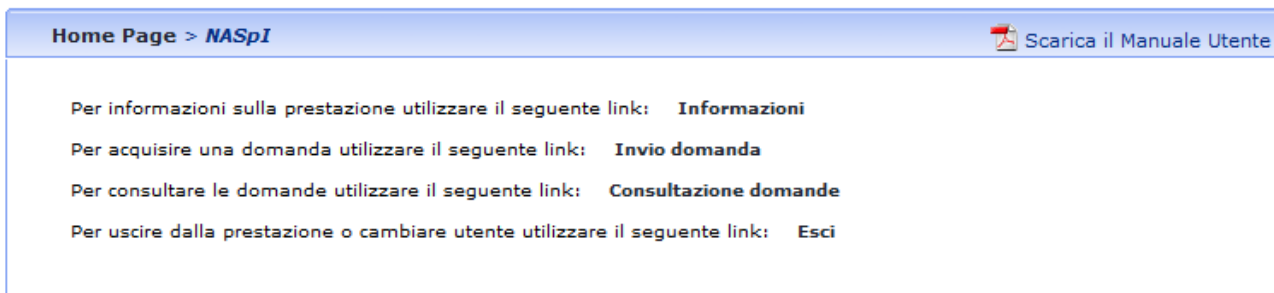 Home Page > NASpI
Scarica il Manuale Utente
Per informazioni sulla prestazione utilizzare il seguente link: Informazioni
Per acquisire una domanda utilizzare il seguente link: Invio domanda
Per consultare le domande utilizzare il seguente link: Consultazione domande
Per uscire dalla prestazione o cambiare utente utilizzare il seguente link: Esci